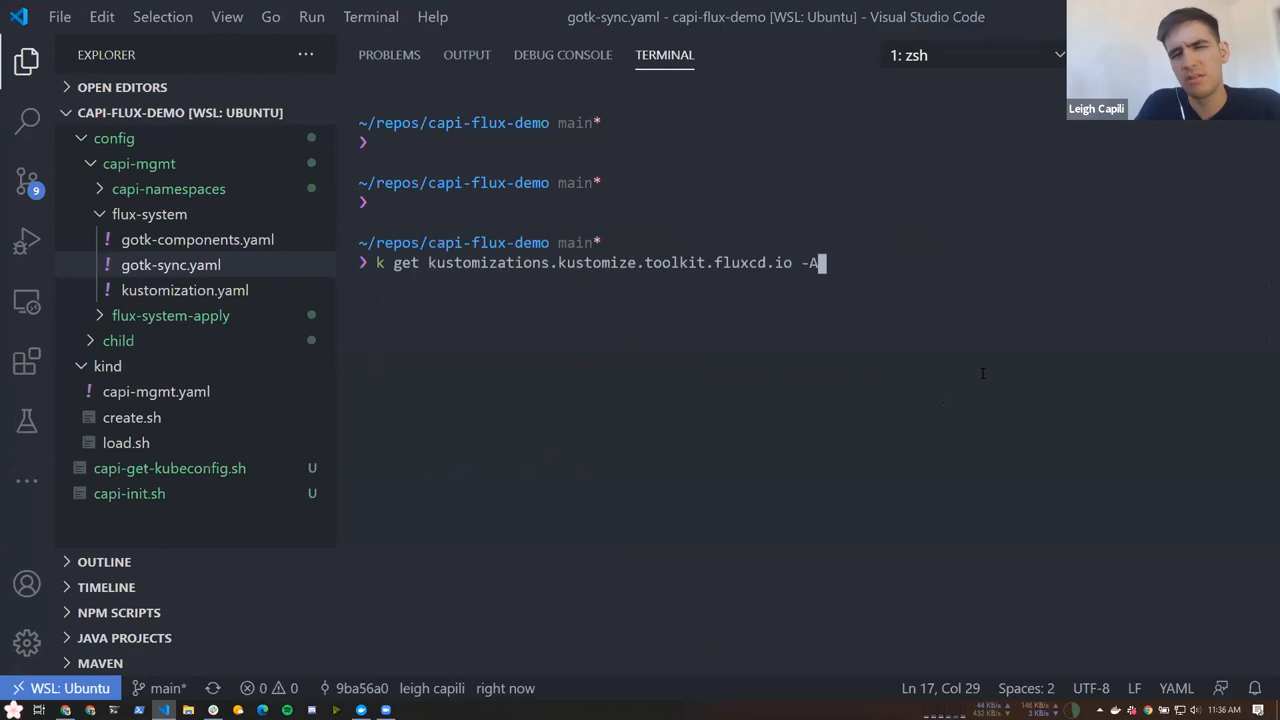 File Edit Selection View Go Run Terminal Help
gotk-sync.yaml - capi-flux-demo [WSL: Ubuntu] - Visual Studio Code
Leigh Capili
EXPLORER
PROBLEMS OUTPUT DEBUG CONSOLE TERMINAL
1: zsh
OPEN EDITORS
CAPI-FLUX-DEMO [WSL: UBUNTU]
config
capi-mgmt
capi-namespaces
flux-system
! gotk-components.yaml
! gotk-sync.yaml
! kustomization.yaml
flux-system-apply
child
kind
! capi-mgmt.yaml
create.sh
load.sh
capi-get-kubeconfig.sh U
capi-init.sh U
OUTLINE
TIMELINE
NPM SCRIPTS
JAVA PROJECTS
MAVEN
9
~/repos/capi-flux-demo main*
❯
~/repos/capi-flux-demo main*
❯
~/repos/capi-flux-demo main*
❯ k get kustomizations.kustomize.toolkit.fluxcd.io -A
WSL: Ubuntu main* 0 0 9ba56a0 leigh capili right now
Ln 17, Col 29 Spaces: 2 UTF-8 LF YAML
11:36 AM